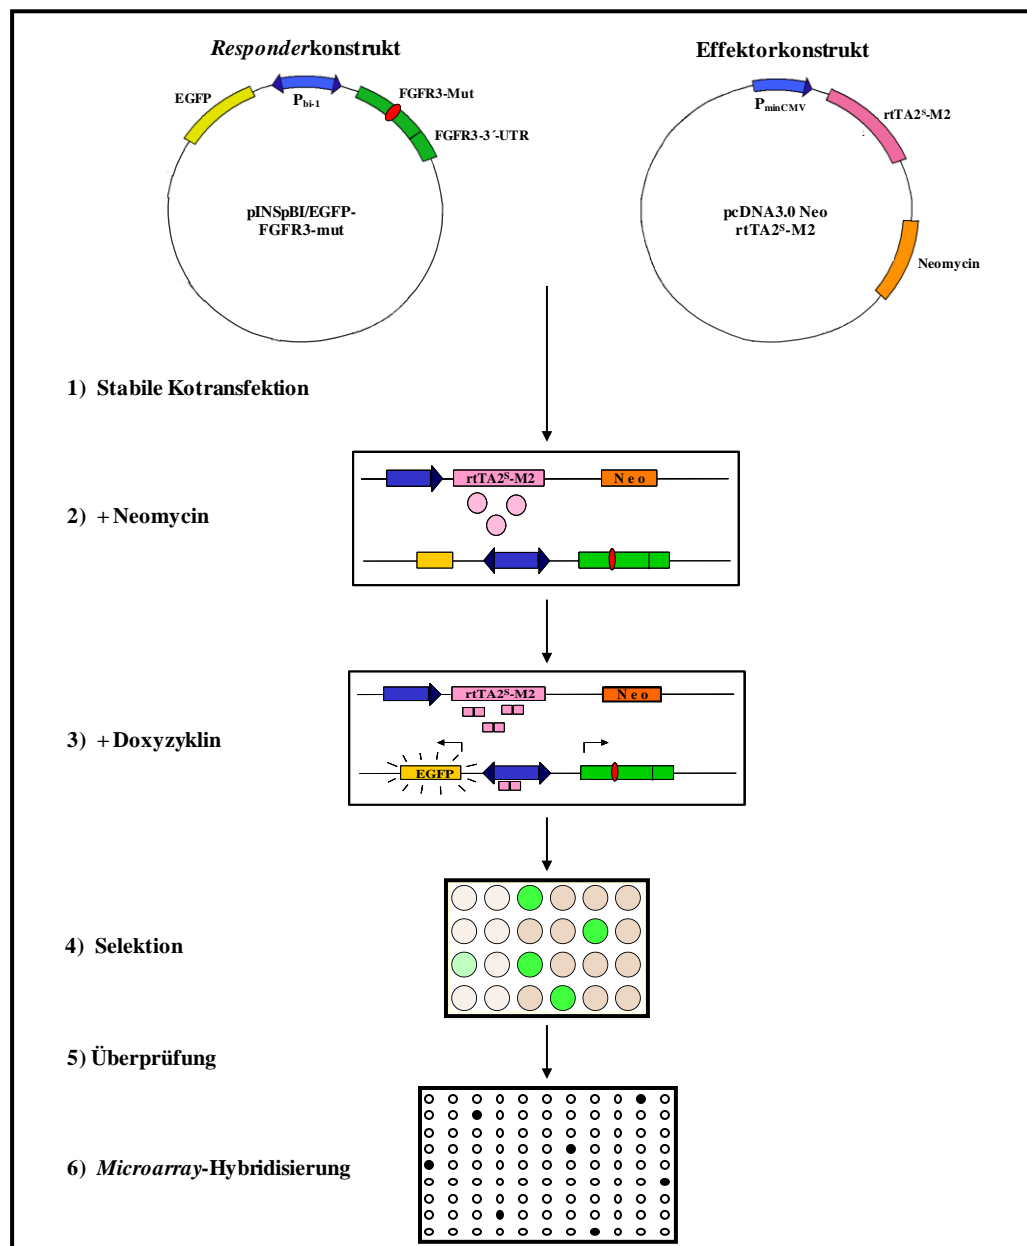 Responderkonstrukt
Effektorkonstrukt
EGFP
P bi-1
FGFR3-Mut
FGFR3-3´-UTR
pINSpBI/EGFP-
FGFR3-mut
P minCMV
rtTA2S-M2
pcDNA3.0 Neo
rtTA2S-M2
Neomycin
1) Stabile Kotransfektion
rtTA2S-M2
Neo
2) + Neomycin
rtTA2S-M2
Neo
3) + Doxyzyklin
EGFP
4) Selektion
5) Überprüfung
6) Microarray-Hybridisierung